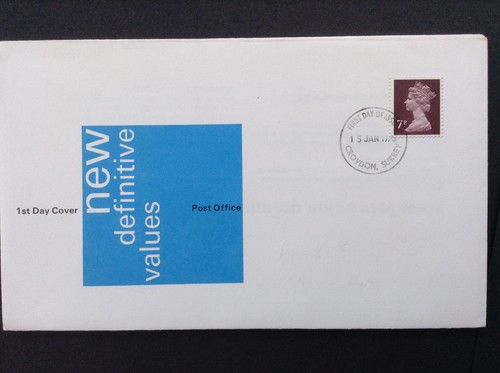 1st Day Cover
new
definitive
values
Post Office
7P
FIRST DAY OF ISSUE
15 JAN 1975
CROYDON, SURREY